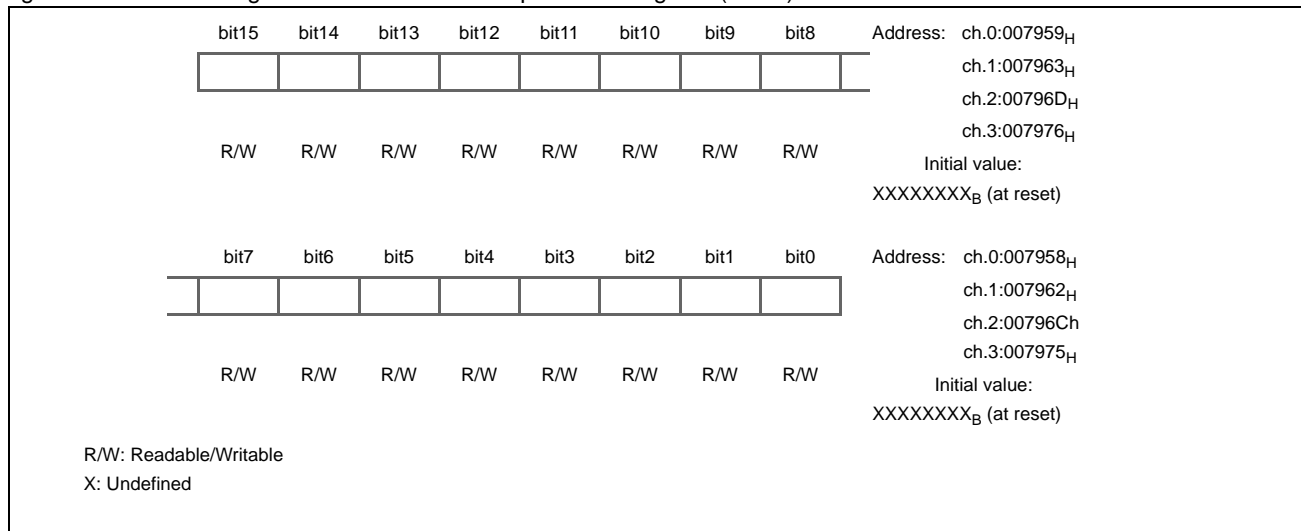 bit15 bit14 bit13 bit12 bit11 bit10 bit9 bit8 Address: ch.0:007959H
ch.1:007963H
ch.2:00796DH
ch.3:007976H
R/W R/W R/W R/W R/W R/W R/W R/W
Initial value:
XXXXXXXXB (at reset)
bit7 bit6 bit5 bit4 bit3 bit2 bit1 bit0 Address: ch.0:007958H
ch.1:007962H
ch.2:00796Ch
ch.3:007975H
R/W R/W R/W R/W R/W R/W R/W R/W
Initial value:
XXXXXXXXB (at reset)
R/W: Readable/Writable
X: Undefined